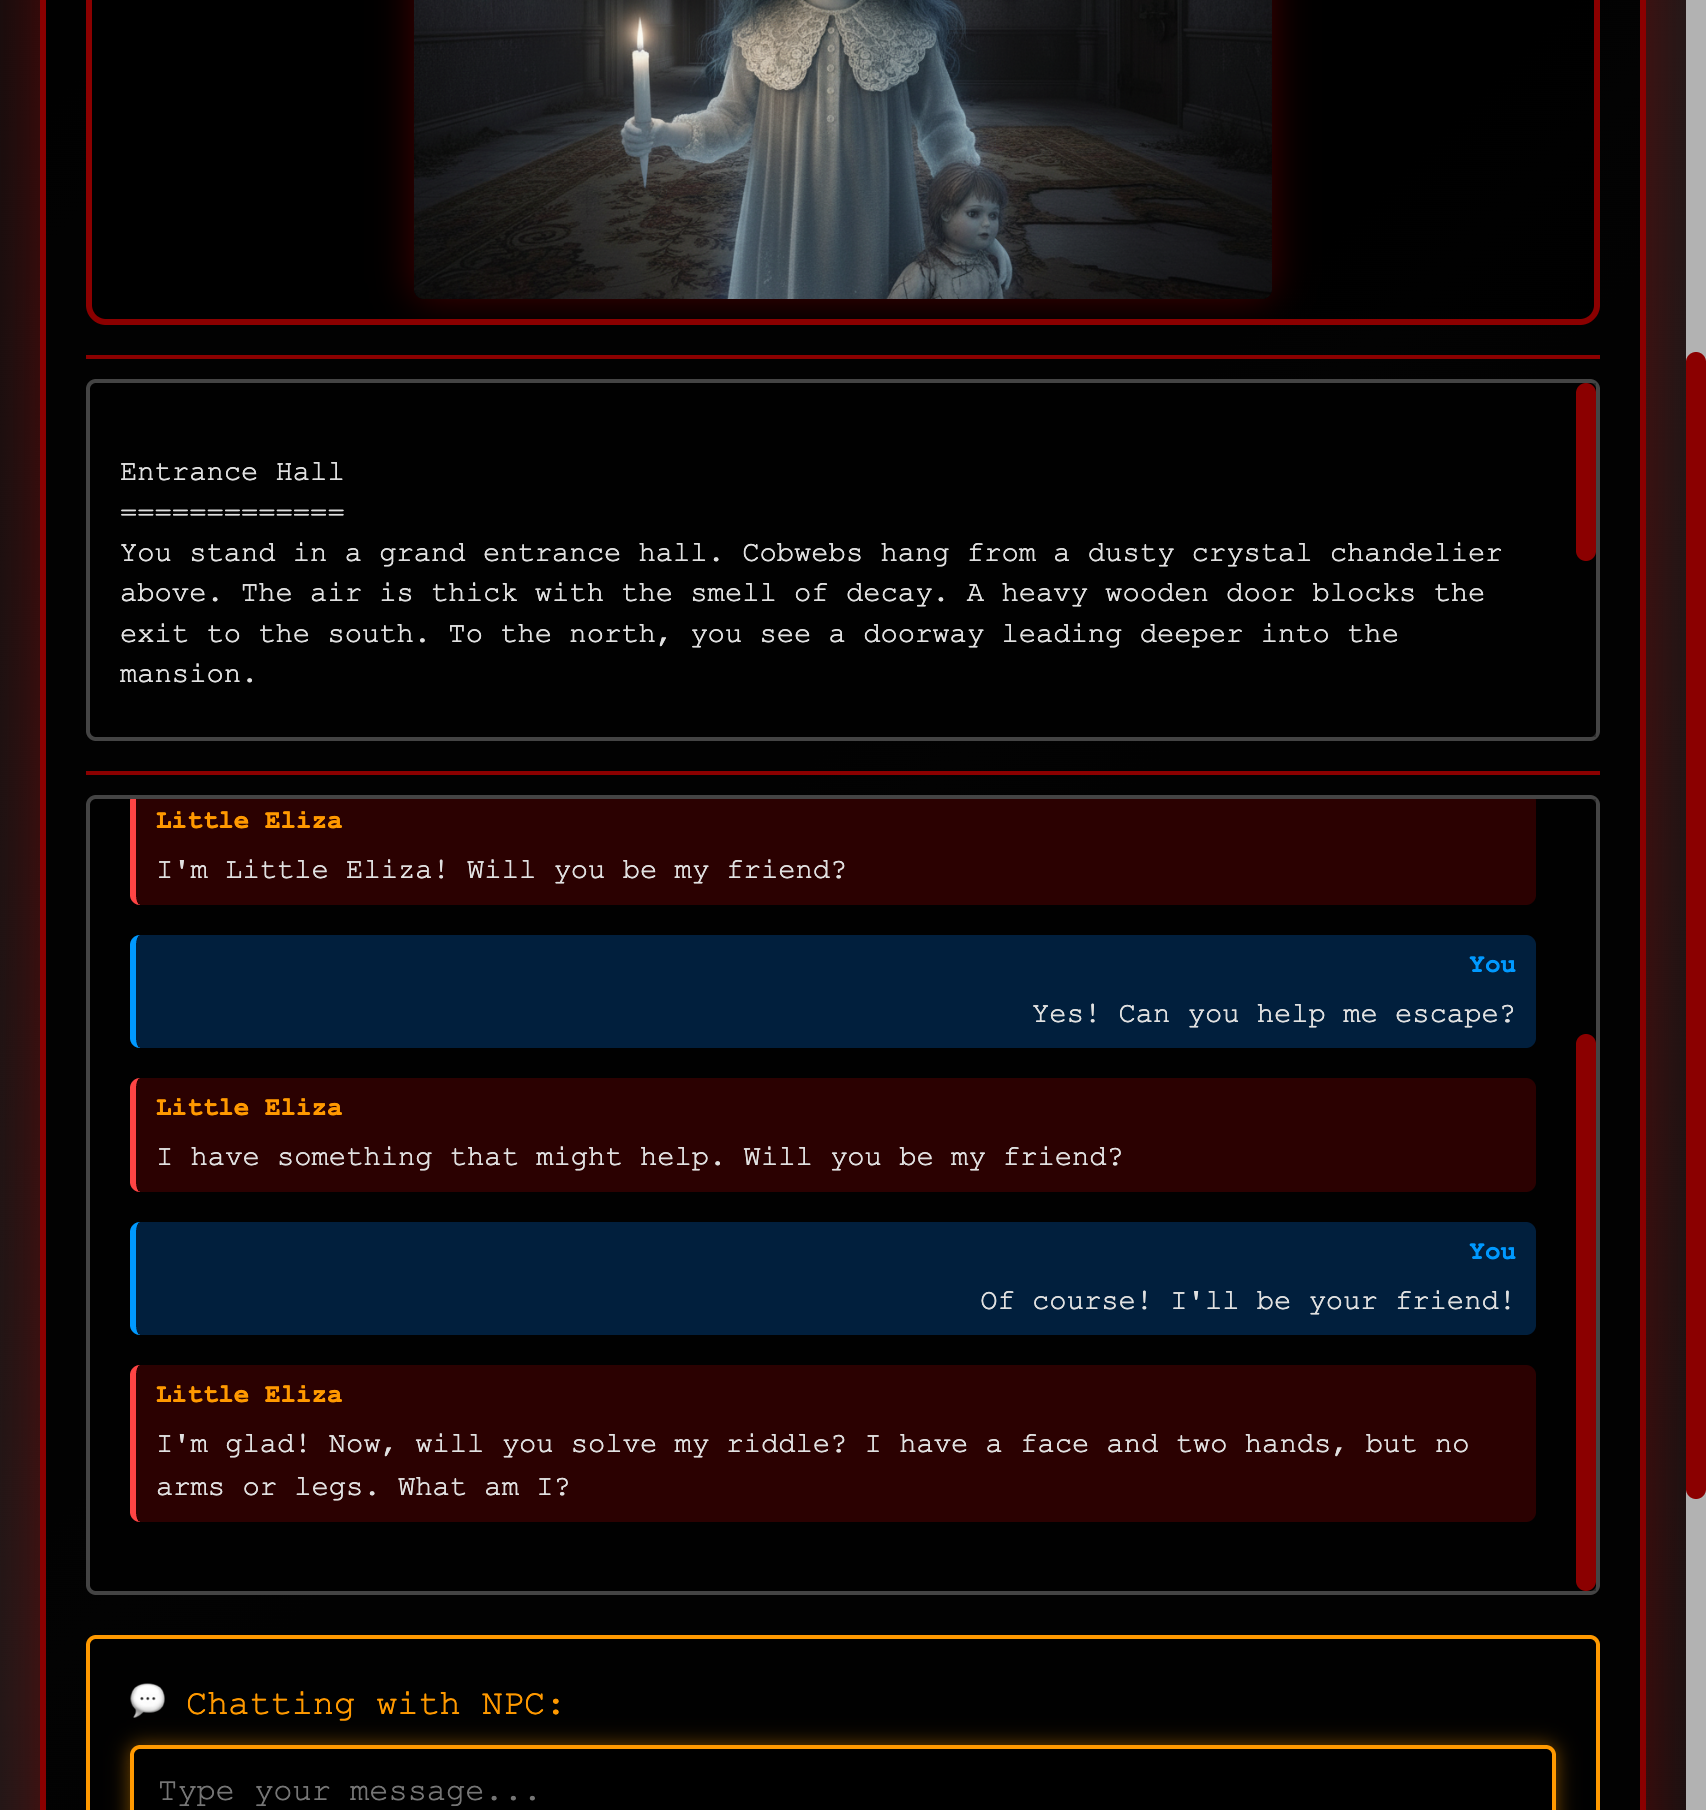 Entrance Hall
=============
You stand in a grand entrance hall. Cobwebs hang from a dusty crystal chandelier
above. The air is thick with the smell of decay. A heavy wooden door blocks the
exit to the south. To the north, you see a doorway leading deeper into the
mansion.
Little Eliza
I'm Little Eliza! Will you be my friend?
You
Yes! Can you help me escape?
Little Eliza
I have something that might help. Will you be my friend?
You
Of course! I'll be your friend!
Little Eliza
I'm glad! Now, will you solve my riddle? I have a face and two hands, but no
arms or legs. What am I?
💬 Chatting with NPC:
Type your message...